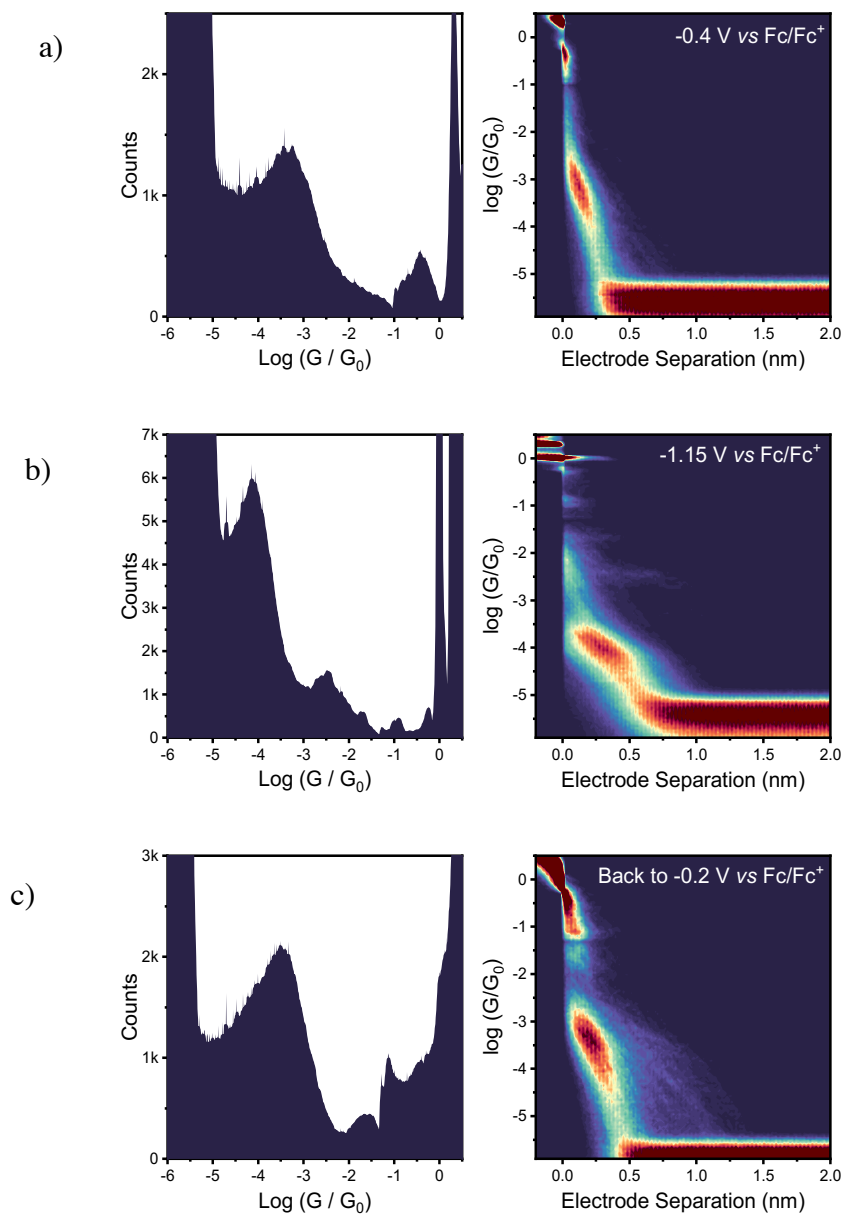 a)
2k
1k
0
Counts
-6 -5 -4 -3 -2 -1 0
Log (G / G₀)
-0.4 V vs Fc/Fc⁺
0
-1
-2
-3
-4
-5
log (G/G₀)
0.0 0.5 1.0 1.5 2.0
Electrode Separation (nm)
b)
7k
6k
5k
4k
3k
2k
1k
0
Counts
-6 -5 -4 -3 -2 -1 0
Log (G / G₀)
-1.15 V vs Fc/Fc⁺
0
-1
-2
-3
-4
-5
log (G/G₀)
0.0 0.5 1.0 1.5 2.0
Electrode Separation (nm)
c)
3k
2k
1k
0
Counts
-6 -5 -4 -3 -2 -1 0
Log (G / G₀)
Back to -0.2 V vs Fc/Fc⁺
0
-1
-2
-3
-4
-5
log (G/G₀)
0.0 0.5 1.0 1.5 2.0
Electrode Separation (nm)